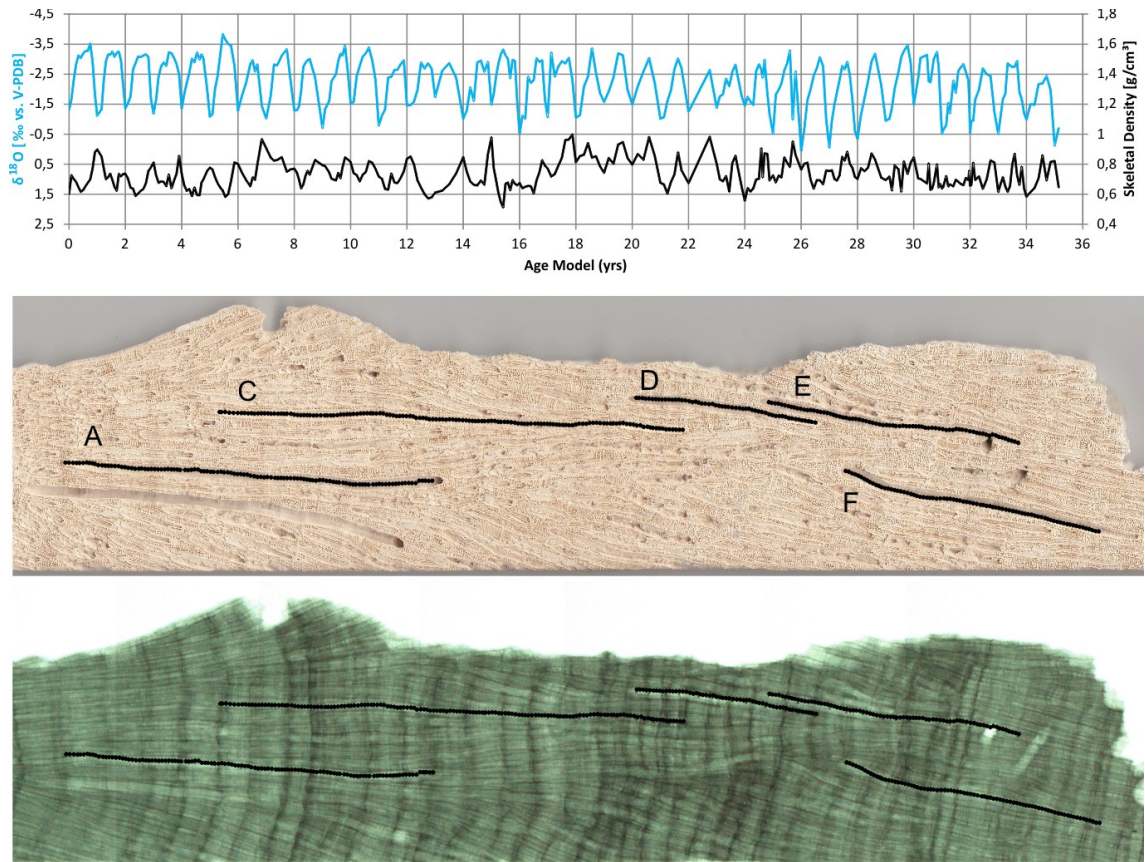 -4,5
-3,5
-2,5
-1,5
-0,5
0,5
1,5
2,5
δ¹⁸O [‰ vs. V-PDB]
1,8
1,6
1,4
1,2
1
0,8
0,6
0,4
Skeletal Density [g/cm³]
0 2 4 6 8 10 12 14 16 18 20 22 24 26 28 30 32 34 36
Age Model (yrs)
C
D
E
A
F